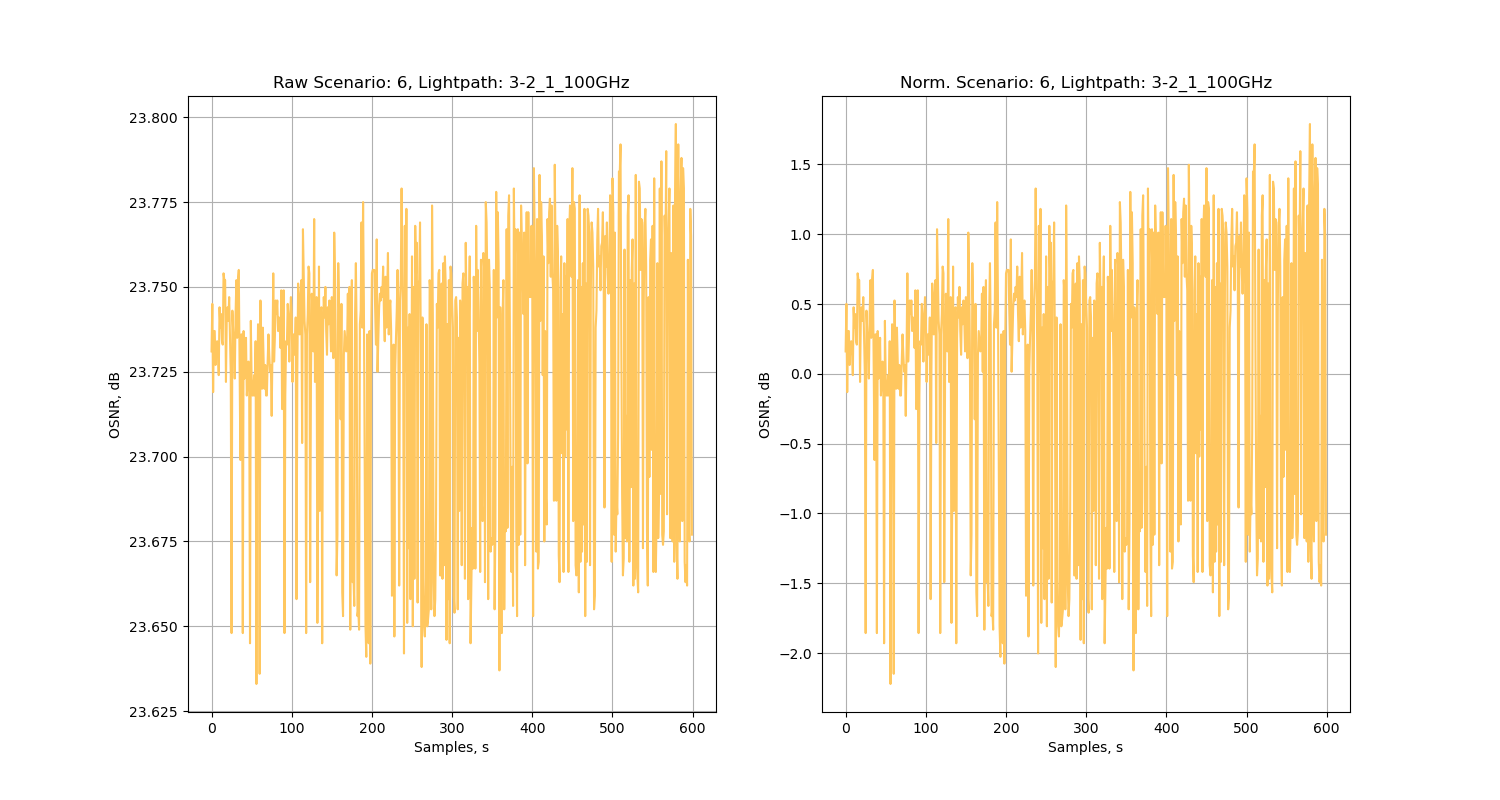 Raw Scenario: 6, Lightpath: 3-2_1_100GHz
23.800
23.775
23.750
23.725
23.700
23.675
23.650
23.625
OSNR, dB
0 100 200 300 400 500 600
Samples, s
Norm. Scenario: 6, Lightpath: 3-2_1_100GHz
1.5
1.0
0.5
0.0
−0.5
−1.0
−1.5
−2.0
OSNR, dB
0 100 200 300 400 500 600
Samples, s